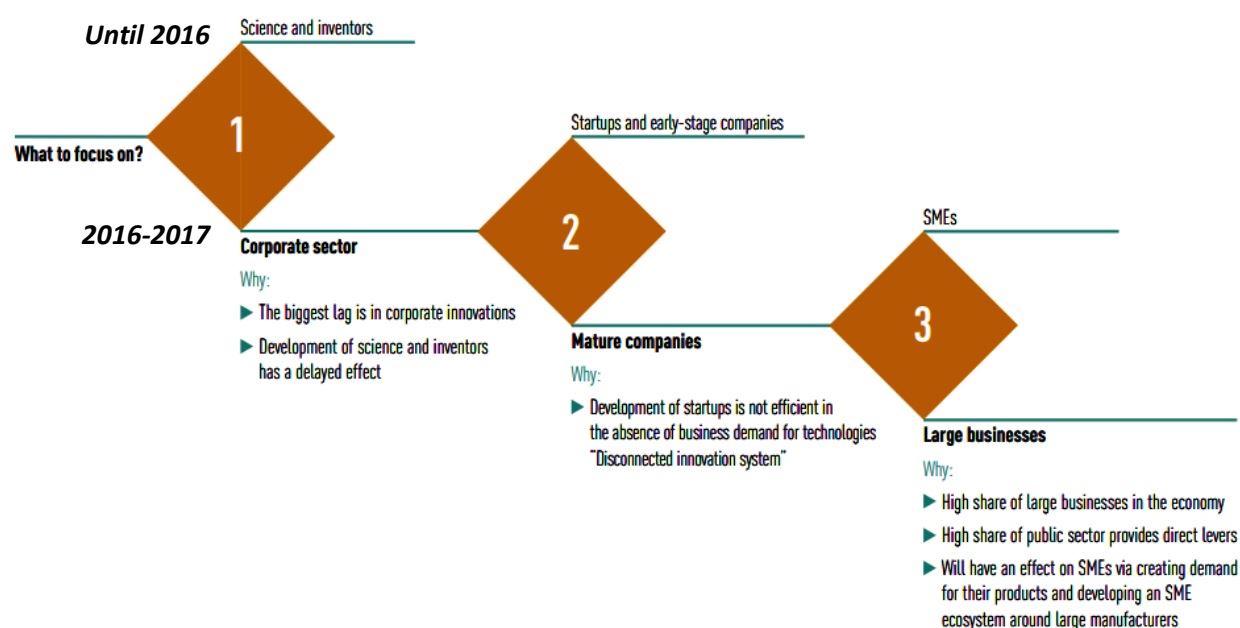 Until 2016
Science and inventors
1
What to focus on?
2016-2017
Corporate sector
Why:
▶ The biggest lag is in corporate innovations
▶ Development of science and inventors
has a delayed effect
Startups and early-stage companies
2
Mature companies
Why:
▶ Development of startups is not efficient in
the absence of business demand for technologies
"Disconnected innovation system"
SMEs
3
Large businesses
Why:
▶ High share of large businesses in the economy
▶ High share of public sector provides direct levers
▶ Will have an effect on SMEs via creating demand
for their products and developing an SME
ecosystem around large manufacturers